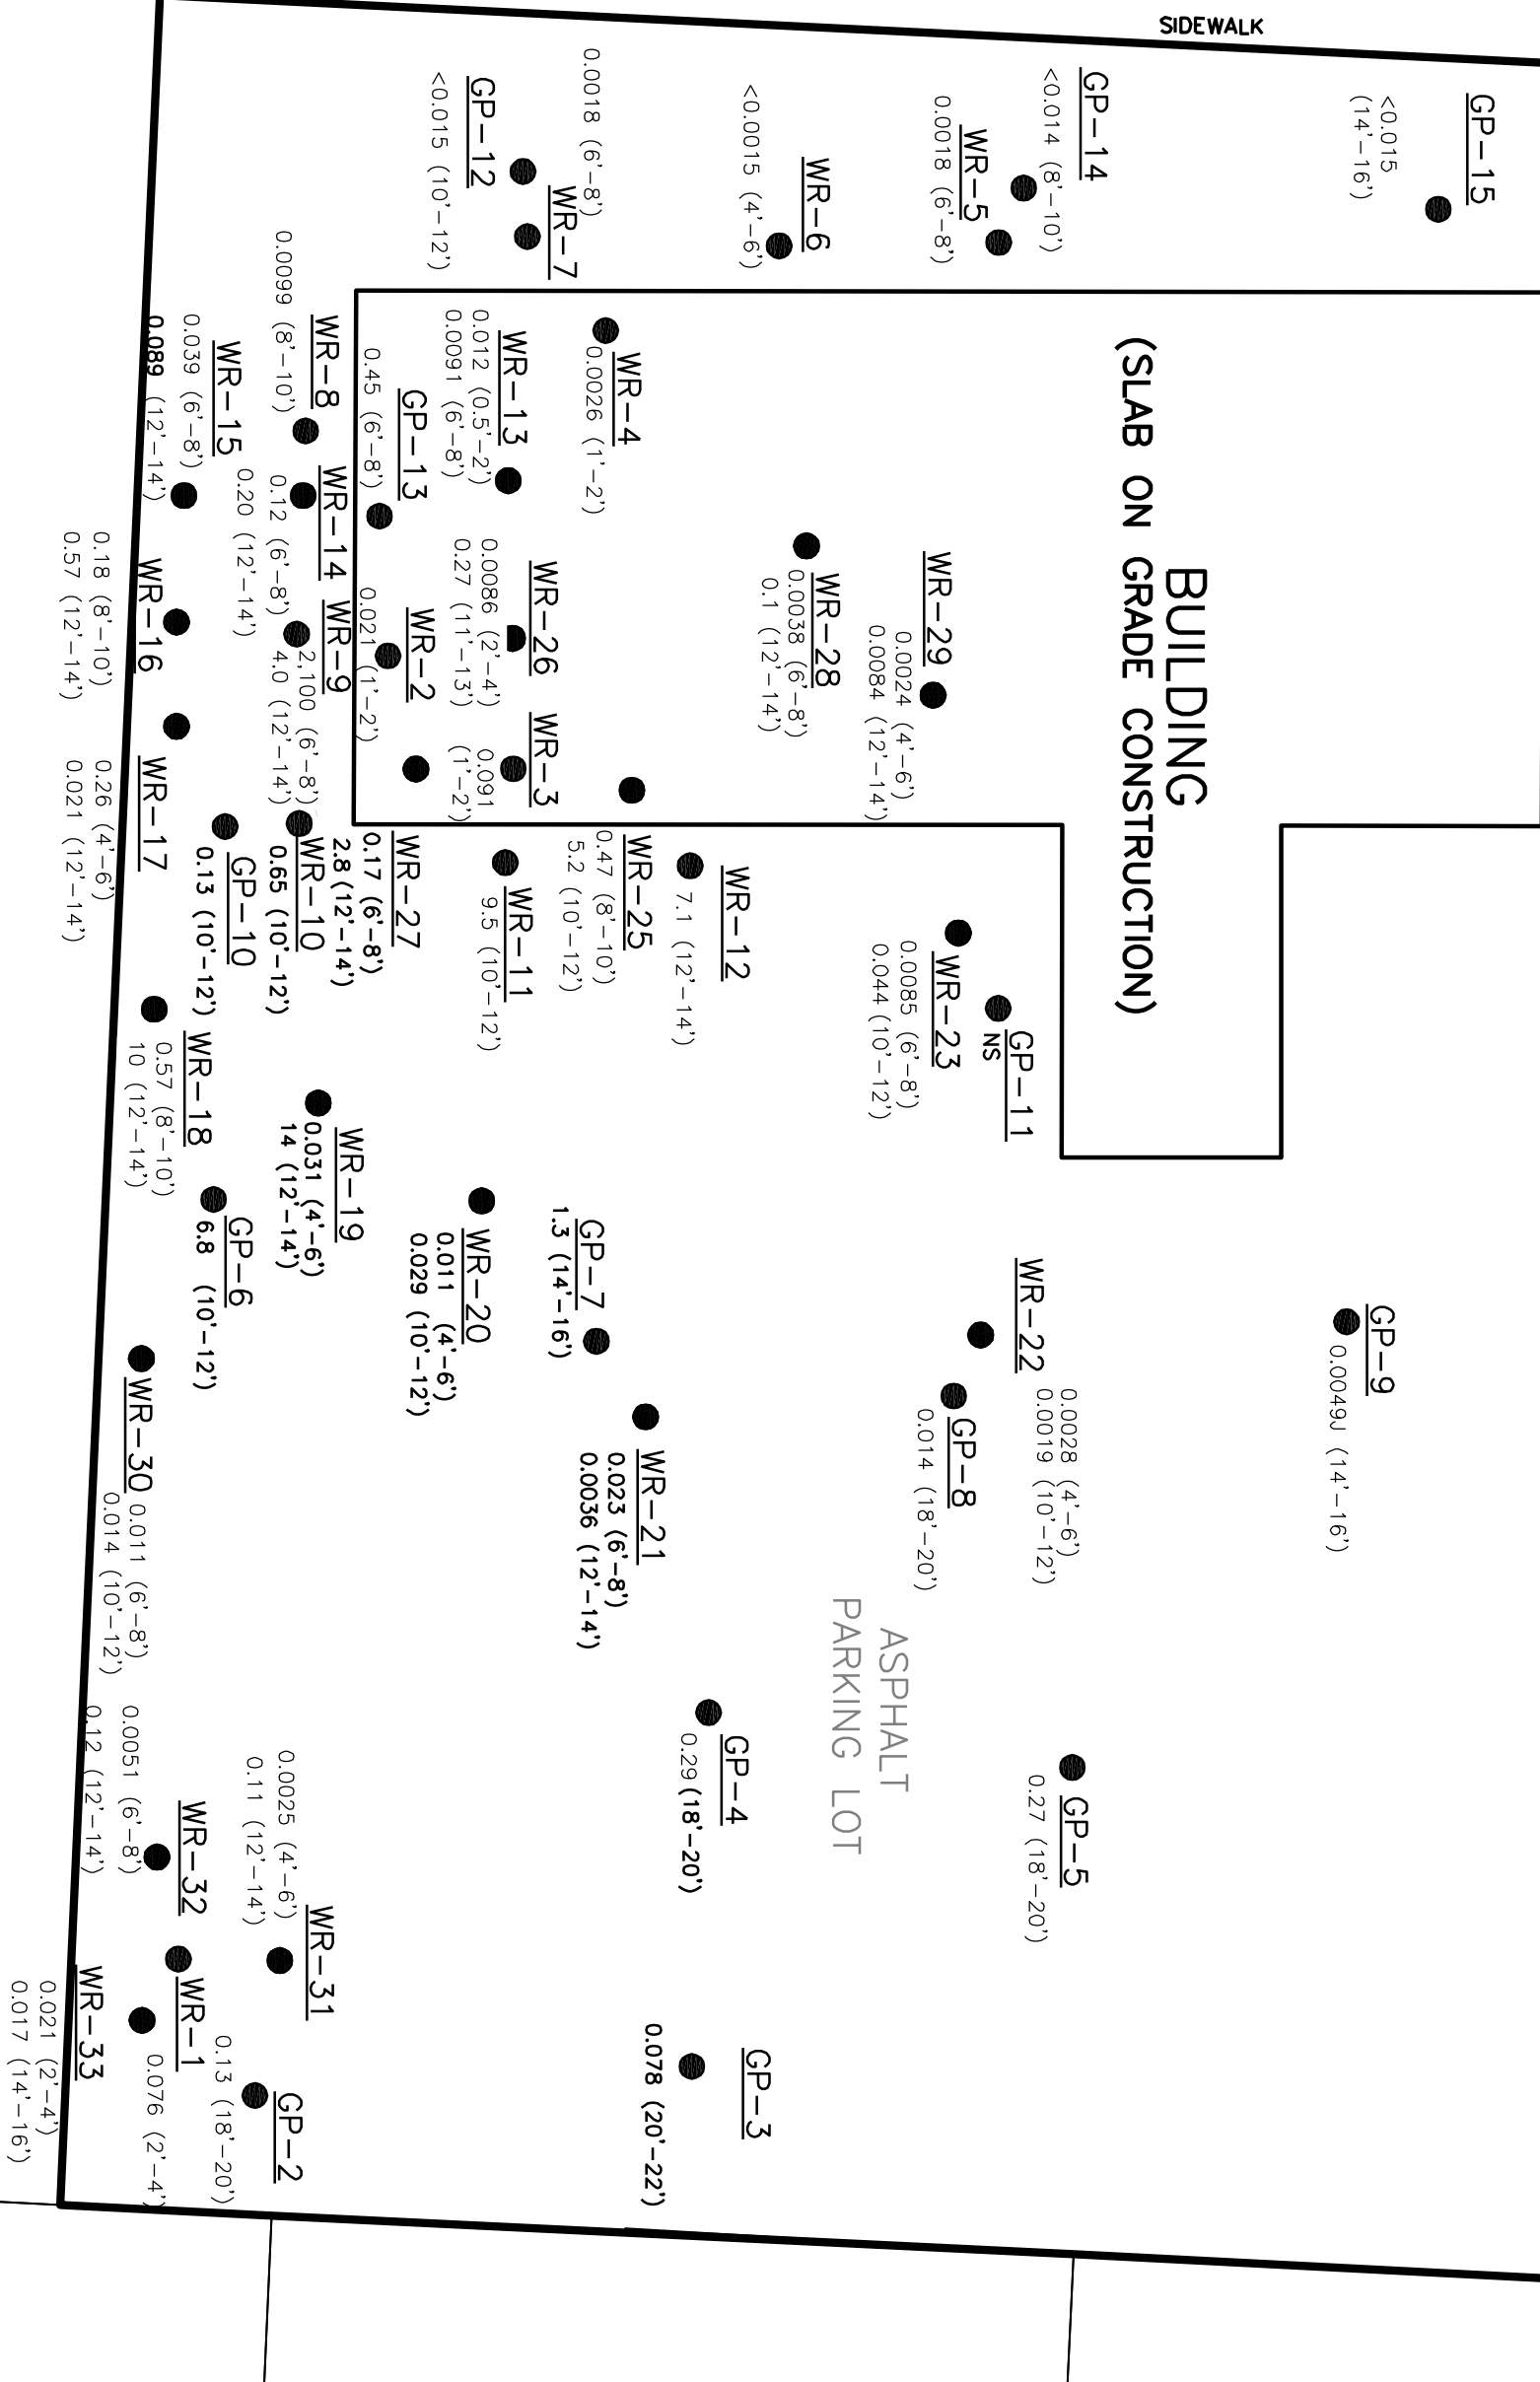 SIDEWALK
GP-15
<0.015
(14'-16')
GP-14
<0.014 (8'-10')
WR-5
0.0018 (6'-8')
WR-6
<0.0015 (4'-6')
0.0018 (6'-8')
WR-7
GP-12
<0.015 (10'-12')
BUILDING
(SLAB ON GRADE CONSTRUCTION)
WR-29
0.0024 (4'-6')
0.0084 (12'-14')
WR-28
0.0038 (6'-8')
0.1 (12'-14')
WR-4
0.0026 (1'-2')
WR-13
0.012 (0.5'-2')
0.0091 (6'-8')
WR-26
0.0086 (2'-4')
0.27 (11'-13')
WR-3
0.091
(1'-2')
GP-13
0.45 (6'-8')
WR-2
0.021 (1'-2')
WR-8
0.0099 (8'-10')
WR-14
0.12 (6'-8')
0.20 (12'-14')
WR-9
2,100 (6'-8')
4.0 (12'-14')
WR-15
0.039 (6'-8')
0.089 (12'-14')
WR-16
0.18 (8'-10')
0.57 (12'-14')
WR-17
0.26 (4'-6')
0.021 (12'-14')
GP-10
0.13 (10'-12')
WR-10
0.65 (10'-12')
WR-27
0.17 (6'-8')
2.8 (12'-14')
WR-11
9.5 (10'-12')
WR-25
0.47 (8'-10')
5.2 (10'-12')
WR-12
7.1 (12'-14')
WR-23
0.0085 (6'-8')
0.044 (10'-12')
GP-11
NS
WR-18
0.57 (8'-10')
10 (12'-14')
WR-19
0.031 (4'-6')
14 (12'-14')
GP-6
6.8 (10'-12')
WR-20
0.011 (4'-6')
0.029 (10'-12')
GP-7
1.3 (14'-16')
WR-22
0.0028 (4'-6')
0.0019 (10'-12')
GP-8
0.014 (18'-20')
GP-9
0.0049J (14'-16')
WR-21
0.023 (6'-8')
0.0036 (12'-14')
WR-30
0.011 (6'-8')
0.014 (10'-12')
ASPHALT
PARKING LOT
GP-5
0.27 (18'-20')
GP-4
0.29 (18'-20')
GP-3
0.078 (20'-22')
WR-31
0.0025 (4'-6')
0.11 (12'-14')
WR-32
0.0051 (6'-8')
0.12 (12'-14')
WR-1
0.076 (2'-4')
GP-2
0.13 (18'-20')
WR-33
0.021 (2'-4')
0.017 (14'-16')